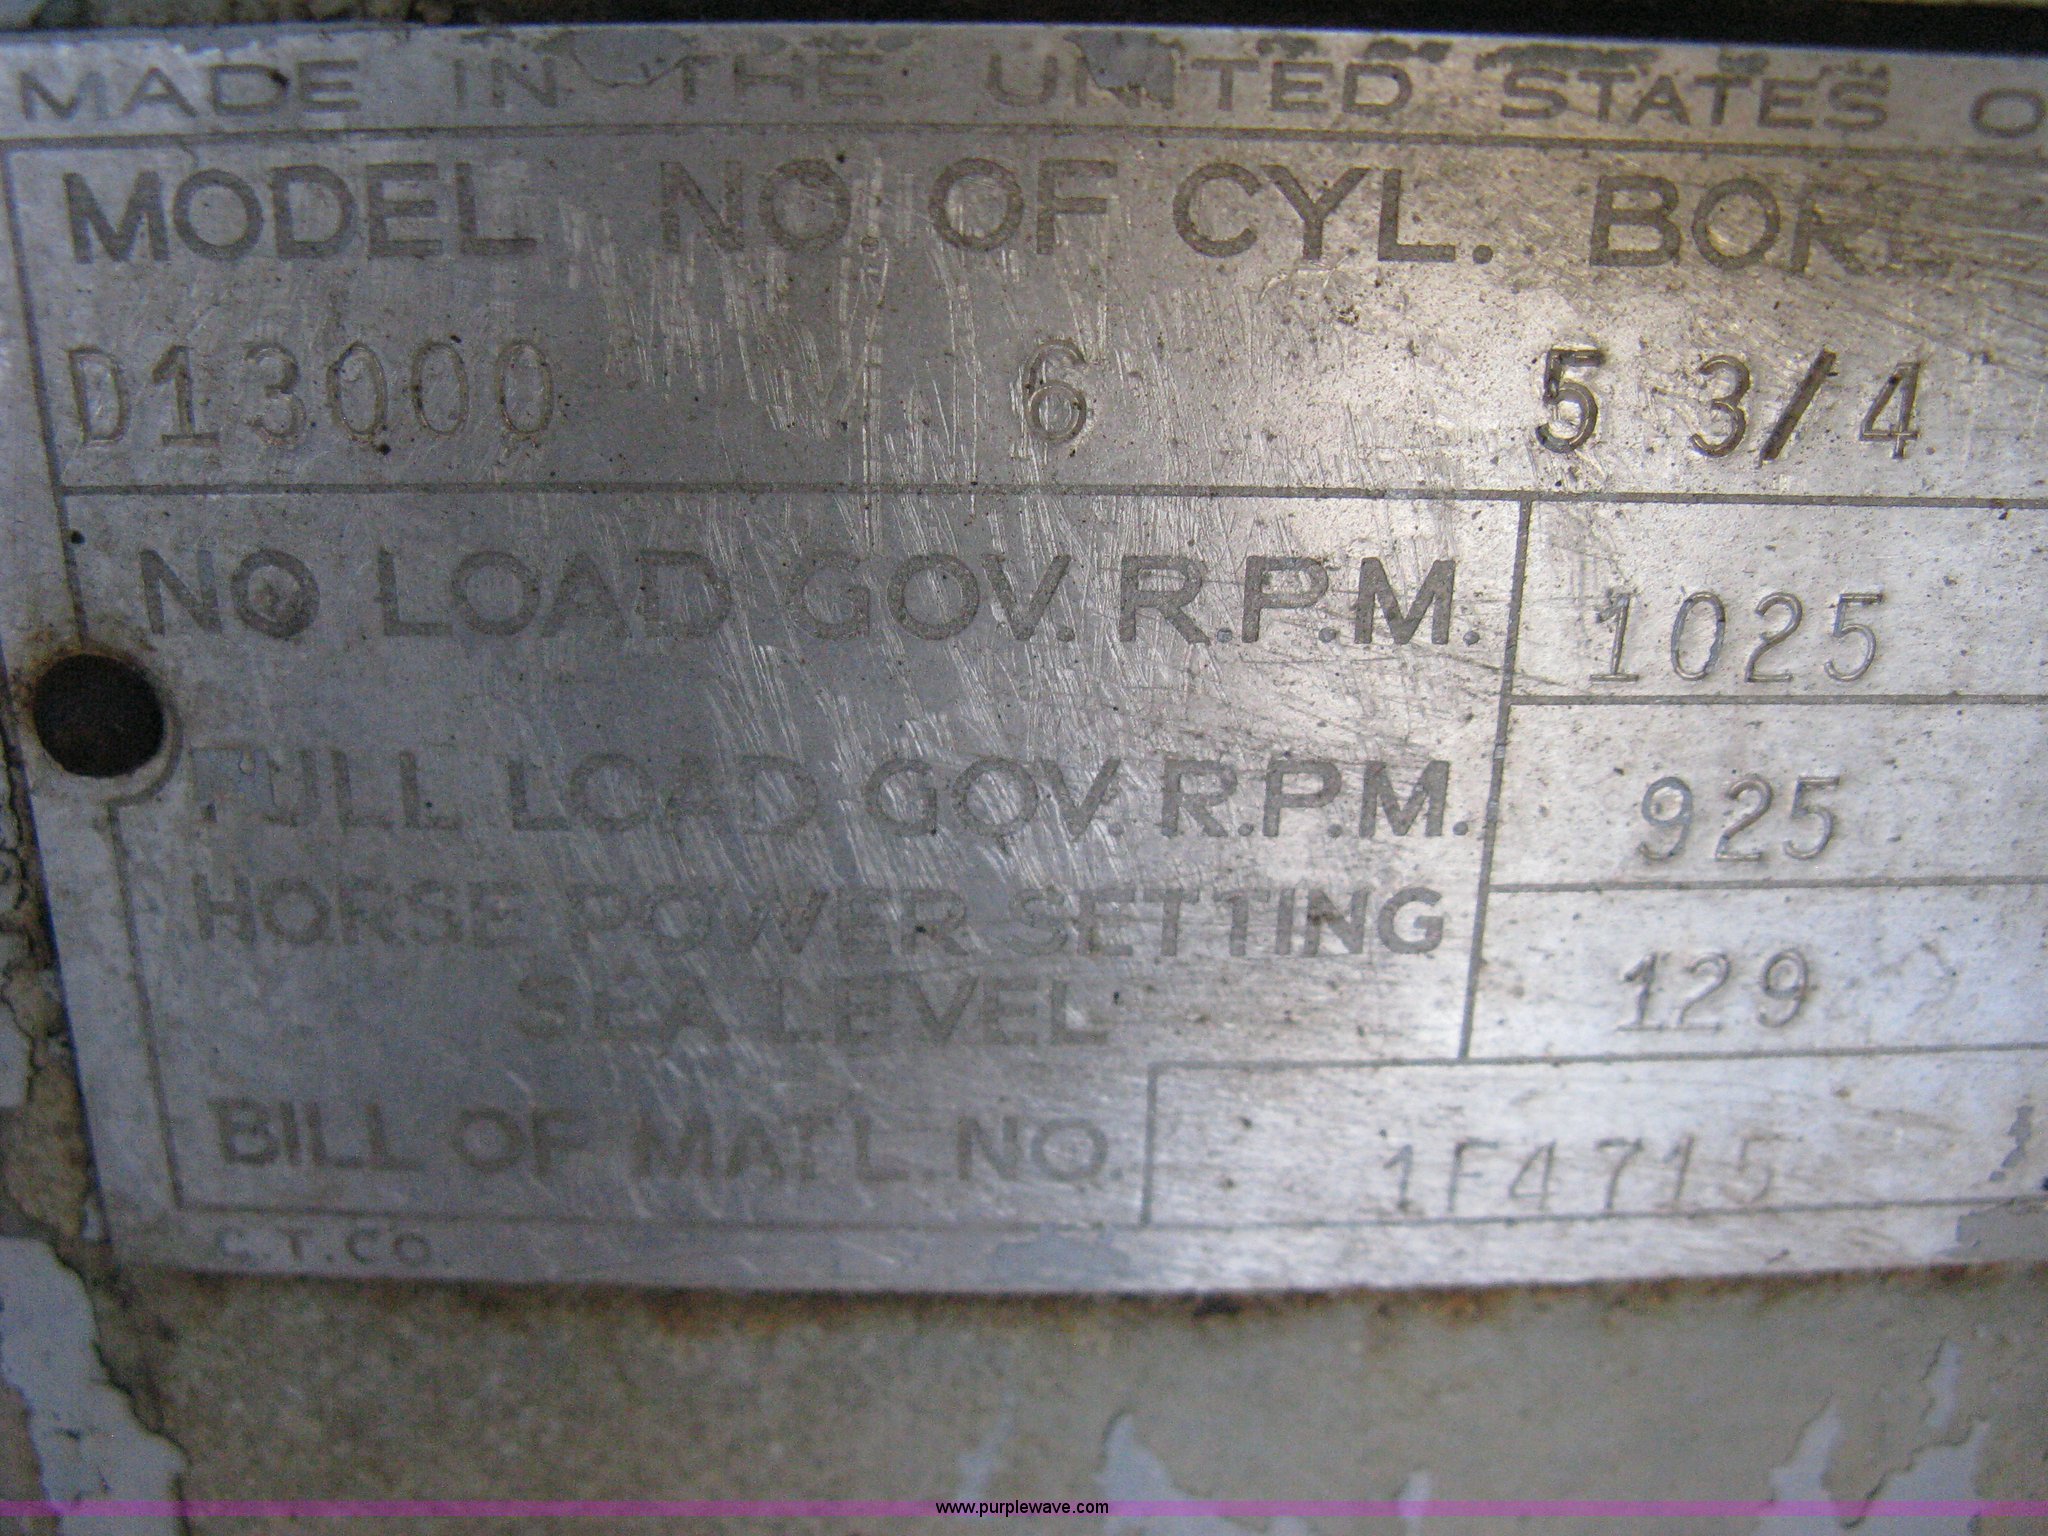 MADE IN THE UNITED STATES O
MODEL NO. OF CYL. BORE
D13000 6 5 3/4
NO LOAD GOV. R.P.M. 1025
FULL LOAD GOV. R.P.M. 925
HORSE POWER SETTING
SEA LEVEL 129
BILL OF MAT'L. NO. 1F4715
C.T.CO.
www.purplewave.com